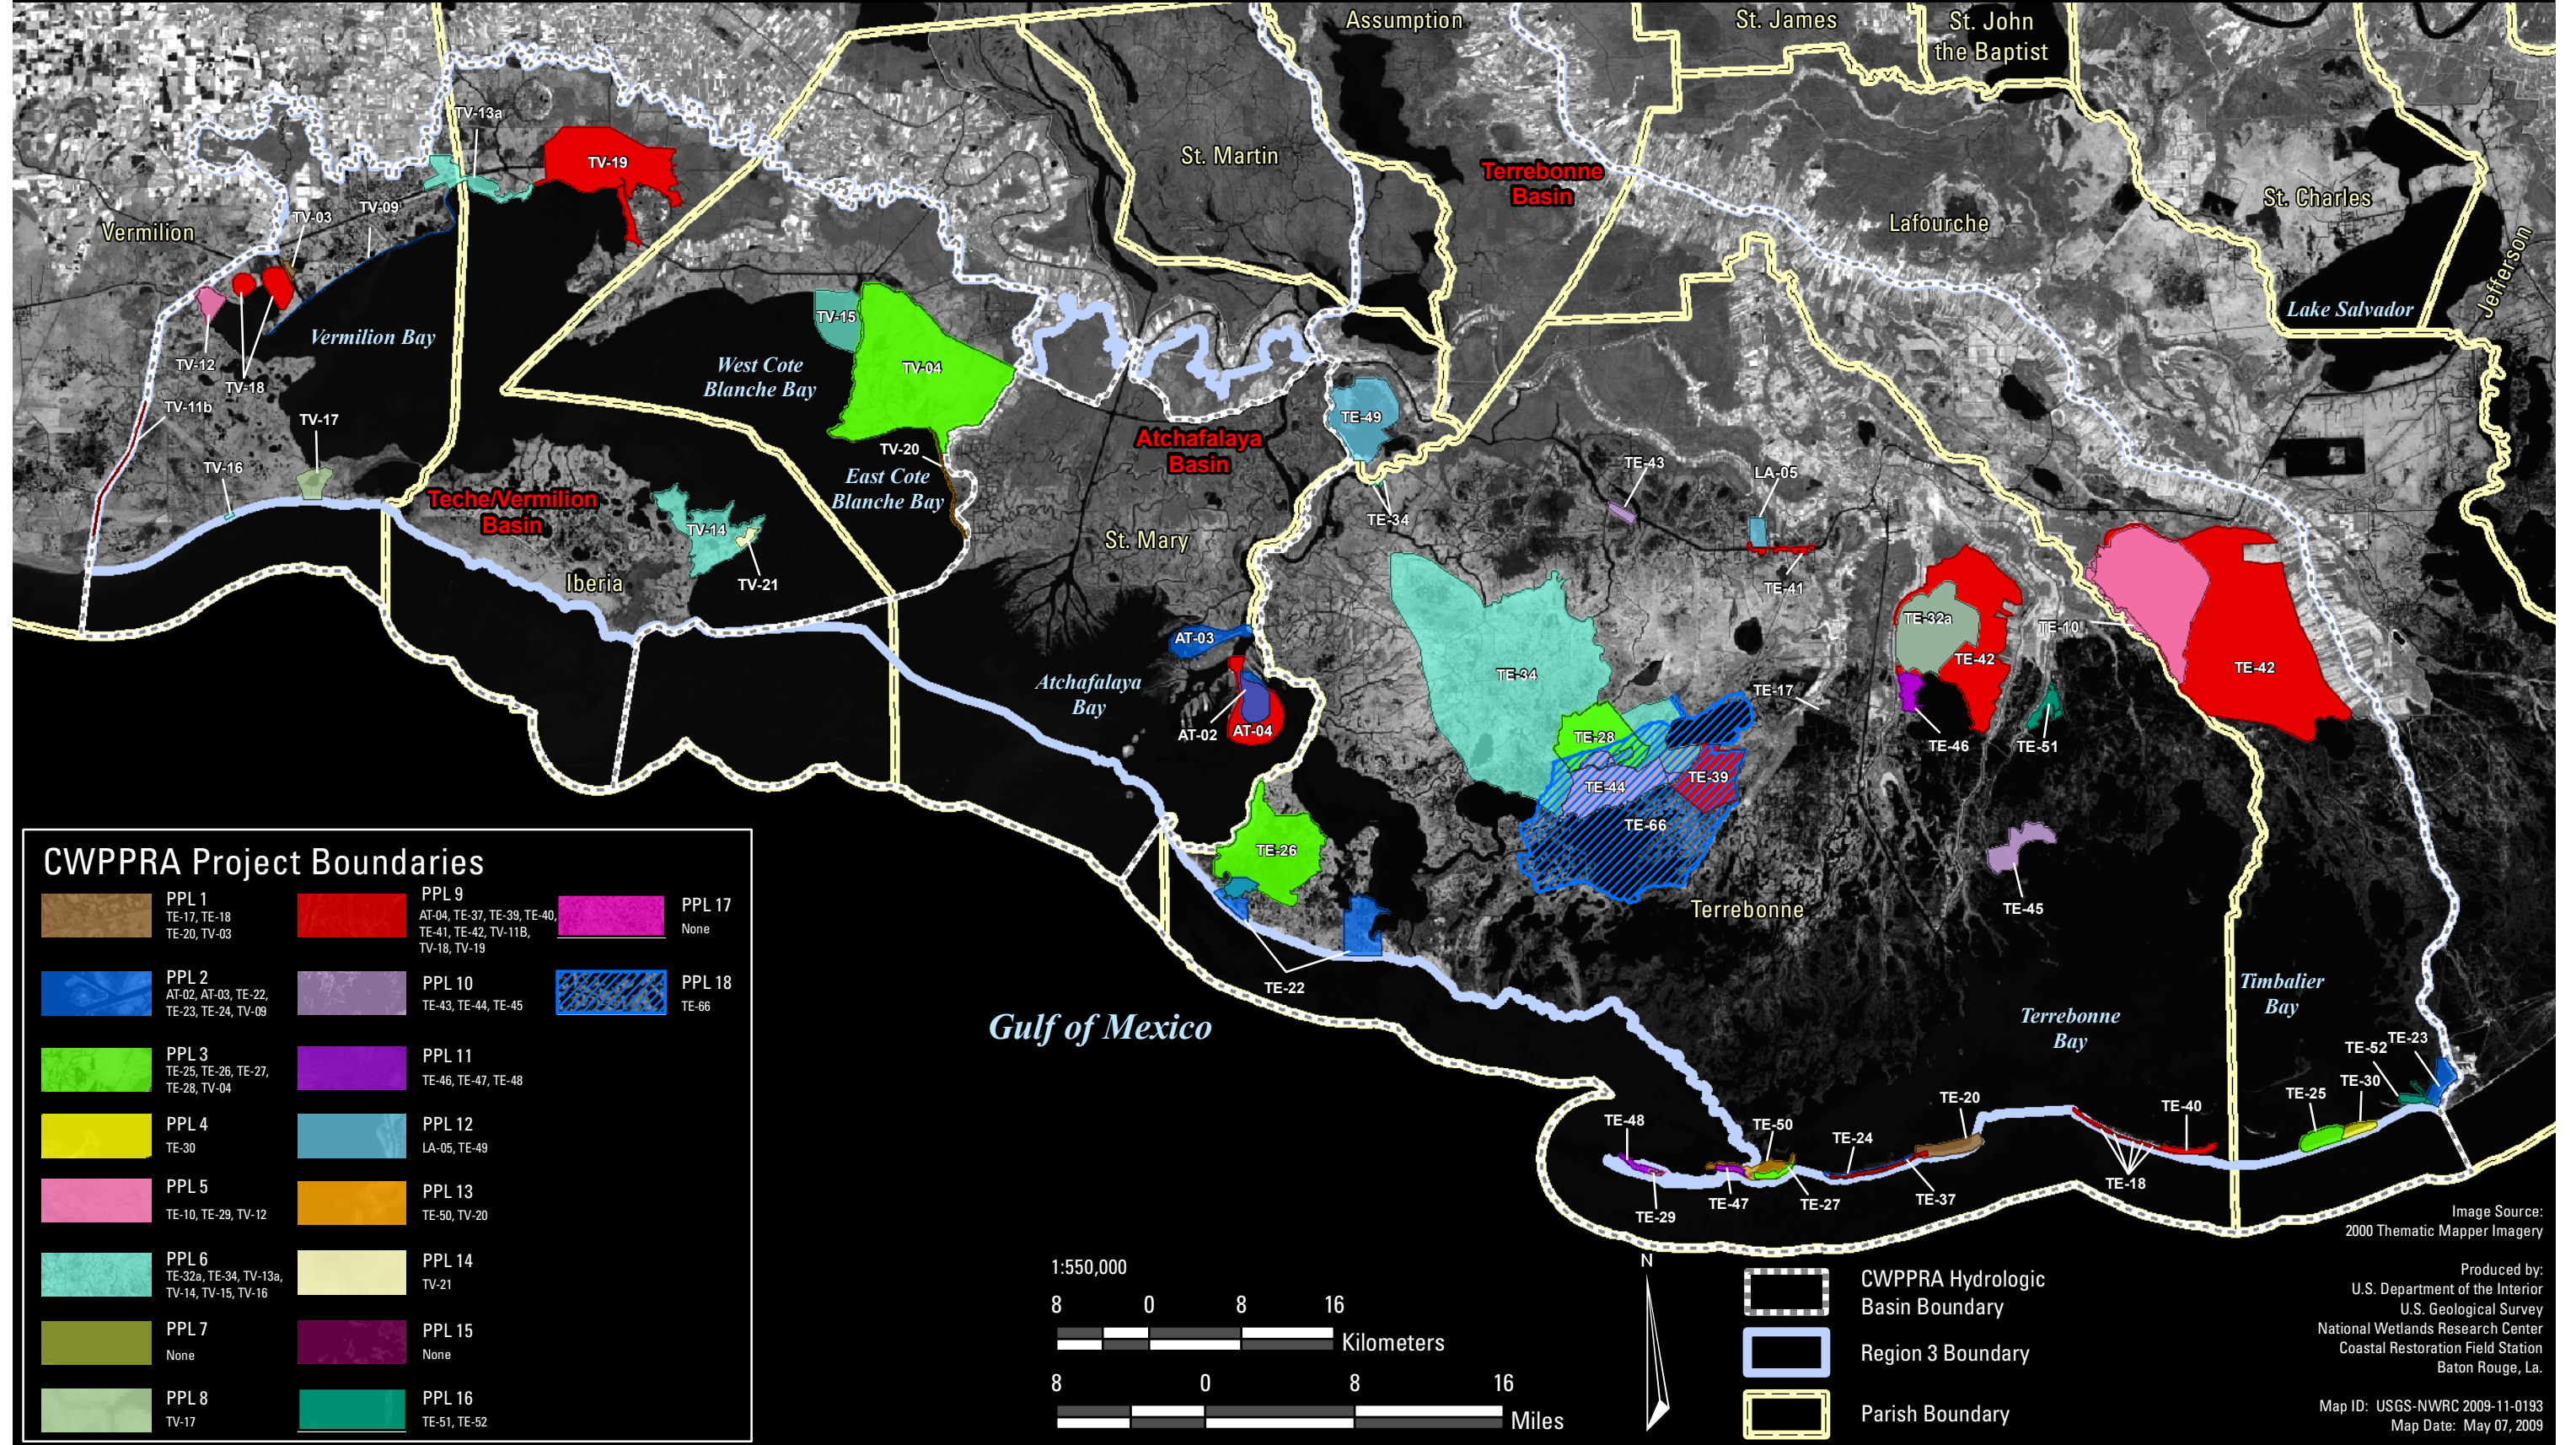 Assumption
St. James
St. John
the Baptist
TV-13a
TV-19
St. Martin
Terrebonne
Basin
St. Charles
Lafourche
Vermilion
TV-03
TV-09
Jefferson
Lake Salvador
Vermilion Bay
TV-15
TV-12
TV-18
West Cote
Blanche Bay
TV-04
TV-11b
TV-17
TE-49
Atchafalaya
Basin
TV-20
TV-16
East Cote
Blanche Bay
TE-43
LA-05
Teche/Vermilion
Basin
TV-14
TE-34
St. Mary
Iberia
TV-21
TE-41
AT-03
TE-32a
TE-10
TE-42
TE-42
TE-34
Atchafalaya
Bay
TE-17
AT-02
AT-04
TE-28
TE-46
TE-51
TE-44
TE-39
TE-66
TE-26
Terrebonne
TE-45
TE-22
Gulf of Mexico
Timbalier
Bay
Terrebonne
Bay
TE-52
TE-23
TE-30
TE-25
TE-20
TE-40
TE-48
TE-50
TE-24
TE-18
TE-29
TE-47
TE-27
TE-37
CWPPRA Project Boundaries
PPL 1
TE-17, TE-18
TE-20, TV-03
PPL 2
AT-02, AT-03, TE-22,
TE-23, TE-24, TV-09
PPL 3
TE-25, TE-26, TE-27,
TE-28, TV-04
PPL 4
TE-30
PPL 5
TE-10, TE-29, TV-12
PPL 6
TE-32a, TE-34, TV-13a,
TV-14, TV-15, TV-16
PPL 7
None
PPL 8
TV-17
PPL 9
AT-04, TE-37, TE-39, TE-40,
TE-41, TE-42, TV-11B,
TV-18, TV-19
PPL 10
TE-43, TE-44, TE-45
PPL 11
TE-46, TE-47, TE-48
PPL 12
LA-05, TE-49
PPL 13
TE-50, TV-20
PPL 14
TV-21
PPL 15
None
PPL 16
TE-51, TE-52
PPL 17
None
PPL 18
TE-66
1:550,000
8 0 8 16
Kilometers
8 0 8 16
Miles
N
CWPPRA Hydrologic
Basin Boundary
Region 3 Boundary
Parish Boundary
Image Source:
2000 Thematic Mapper Imagery
Produced by:
U.S. Department of the Interior
U.S. Geological Survey
National Wetlands Research Center
Coastal Restoration Field Station
Baton Rouge, La.
Map ID: USGS-NWRC 2009-11-0193
Map Date: May 07, 2009